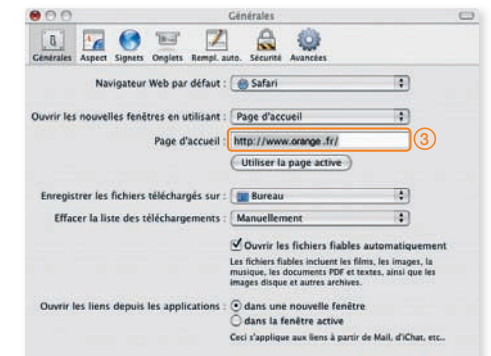 Générales
Générales Aspect Signets Onglets Rempl. auto. Sécurité Avancées
Navigateur Web par défaut : Safari
Ouvrir les nouvelles fenêtres en utilisant : Page d'accueil
Page d'accueil : http://www.orange.fr/ 3
Utiliser la page active
Enregistrer les fichiers téléchargés sur : Bureau
Effacer la liste des téléchargements : Manuellement
Ouvrir les fichiers fiables automatiquement
Les fichiers fiables incluent les films, les images, la
musique, les documents PDF et textes, ainsi que les
images disque et autres archives.
Ouvrir les liens depuis les applications : dans une nouvelle fenêtre
dans la fenêtre active
Ceci s'applique aux liens à partir de Mail, d'iChat, etc..